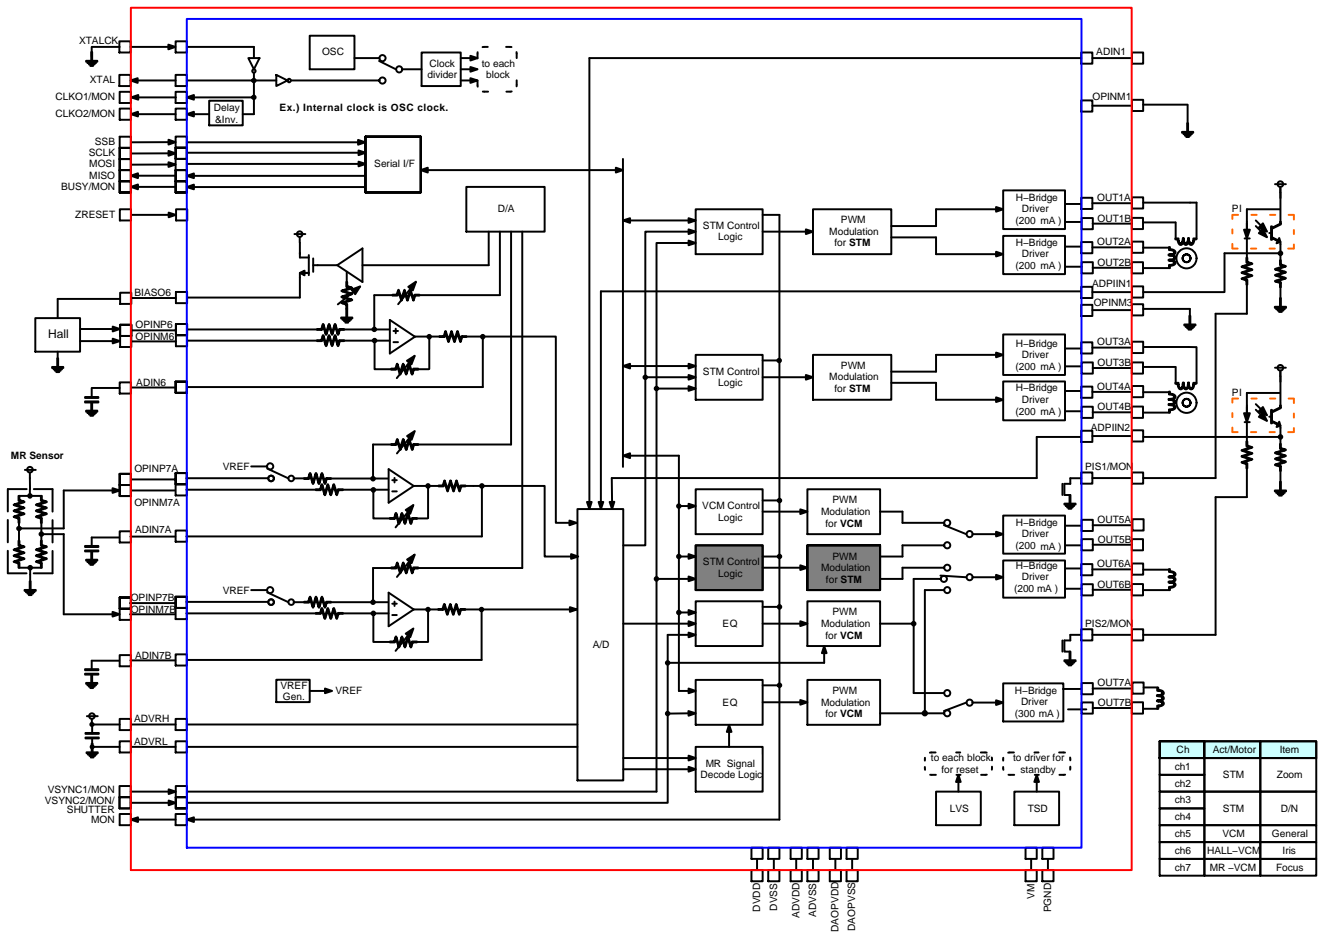 XTALCK
XTAL
CLKO1/MON
CLKO2/MON
SSB
SCLK
MOSI
MISO
BUSY/MON
ZRESET
BIASO6
Hall
OPINP6
OPINM6
ADIN6
MR Sensor
OPINP7A
OPINM7A
ADIN7A
OPINP7B
OPINM7B
ADIN7B
ADVRH
ADVRL
VSYNC1/MON
VSYNC2/MON/
SHUTTER
MON
OSC
Clock
divider
to each
block
Delay
&Inv.
Ex.) Internal clock is OSC clock.
Serial I/F
D/A
VREF
VREF
VREF
Gen.
VREF
A/D
STM Control
Logic
PWM
Modulation
for STM
H-Bridge
Driver
(200 mA)
H-Bridge
Driver
(200 mA)
STM Control
Logic
PWM
Modulation
for STM
H-Bridge
Driver
(200 mA)
H-Bridge
Driver
(200 mA)
VCM Control
Logic
PWM
Modulation
for VCM
H-Bridge
Driver
(200 mA)
STM Control
Logic
PWM
Modulation
for STM
H-Bridge
Driver
(200 mA)
EQ
PWM
Modulation
for VCM
EQ
PWM
Modulation
for VCM
H-Bridge
Driver
(300 mA)
MR Signal
Decode Logic
to each block
for reset
to driver for
standby
LVS
TSD
ADIN1
OPINM1
OUT1A
OUT1B
OUT2A
OUT2B
ADPIIN1
OPINM3
OUT3A
OUT3B
OUT4A
OUT4B
ADPIIN2
PIS1/MON
OUT5A
OUT5B
OUT6A
OUT6B
PIS2/MON
OUT7A
OUT7B
PI
PI
DVDD
DVSS
ADVDD
ADVSS
DAOPVDD
DAOPVSS
VM
PGND
Ch Act/Motor Item
ch1
STM Zoom
ch2
ch3
STM D/N
ch4
ch5 VCM General
ch6 HALL-VCM Iris
ch7 MR -VCM Focus